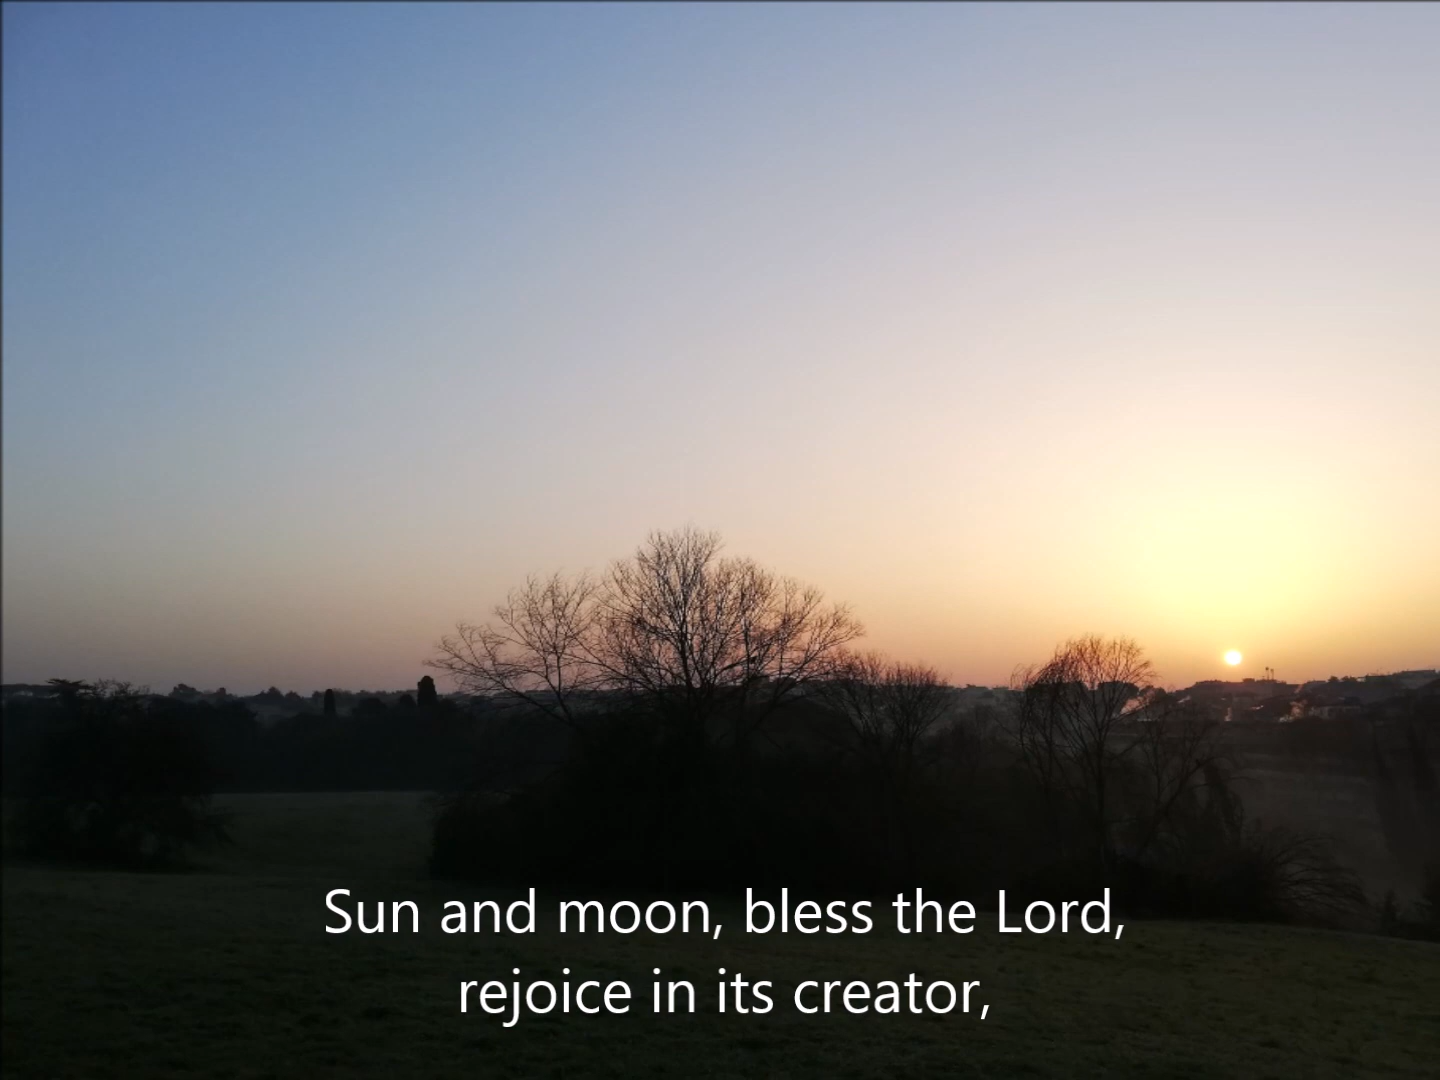 Sun and moon, bless the Lord,
rejoice in its creator,